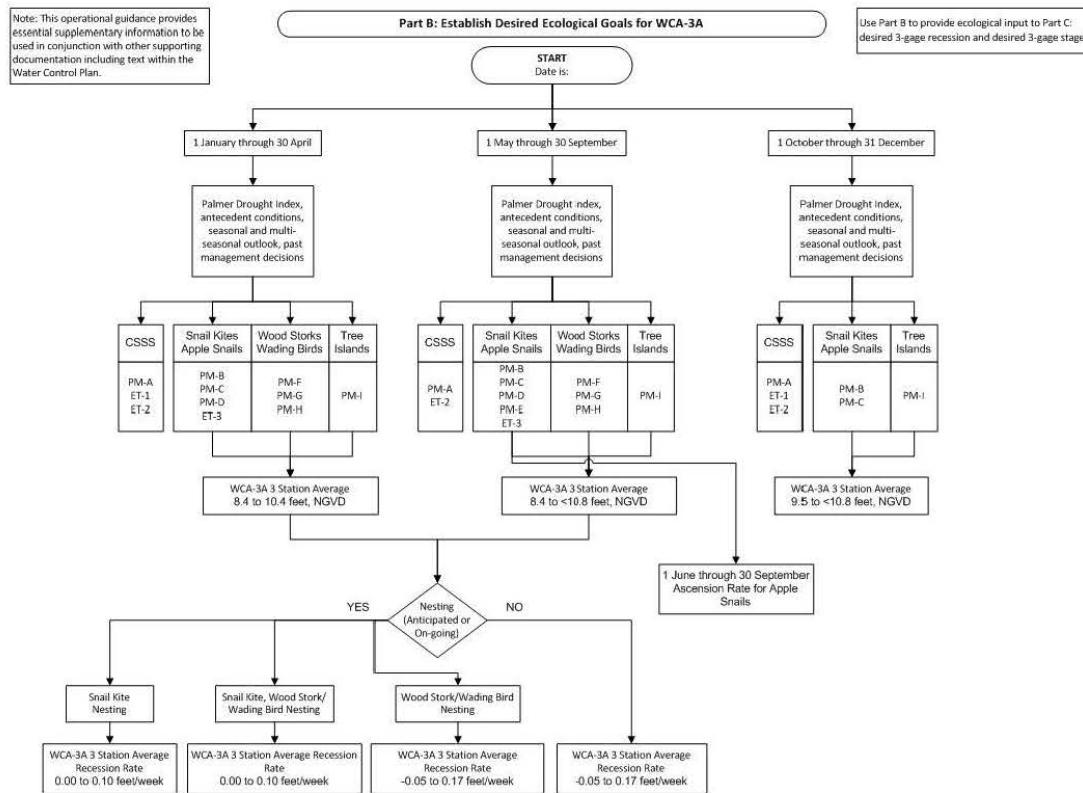 Note: This operational guidance provides
essential supplementary information to be
used in conjunction with other supporting
documentation including text within the
Water Control Plan.
Part B: Establish Desired Ecological Goals for WCA-3A
Use Part B to provide ecological input to Part C:
desired 3-gage recession and desired 3-gage stage
START
Date is:
1 January through 30 April
1 May through 30 September
1 October through 31 December
Palmer Drought Index,
antecedent conditions,
seasonal and multi-
seasonal outlook, past
management decisions
Palmer Drought Index,
antecedent conditions,
seasonal and multi-
seasonal outlook, past
management decisions
Palmer Drought Index,
antecedent conditions,
seasonal and multi-
seasonal outlook, past
management decisions
CSSS
PM-A
ET-1
ET-2
Snail Kites
Apple Snails
PM-B
PM-C
PM-D
ET-3
Wood Storks
Wading Birds
PM-F
PM-G
PM-H
Tree
Islands
PM-I
CSSS
PM-A
ET-2
Snail Kites
Apple Snails
PM-B
PM-C
PM-D
PM-E
ET-3
Wood Storks
Wading Birds
PM-F
PM-G
PM-H
Tree
Islands
PM-I
CSSS
PM-A
ET-1
ET-2
Snail Kites
Apple Snails
PM-B
PM-C
Tree
Islands
PM-I
WCA-3A 3 Station Average
8.4 to 10.4 feet, NGVD
WCA-3A 3 Station Average
8.4 to <10.8 feet, NGVD
WCA-3A 3 Station Average
9.5 to <10.8 feet, NGVD
1 June through 30 September
Ascension Rate for Apple
Snails
YES
Nesting
(Anticipated or
On-going)
NO
Snail Kite
Nesting
Snail Kite, Wood Stork/
Wading Bird Nesting
Wood Stork/Wading Bird
Nesting
WCA-3A 3 Station Average
Recession Rate
0.00 to 0.10 feet/week
WCA-3A 3 Station Average Recession
Rate
0.00 to 0.10 feet/week
WCA-3A 3 Station Average
Recession Rate
-0.05 to 0.17 feet/week
WCA-3A 3 Station Average
Recession Rate
-0.05 to 0.17 feet/week